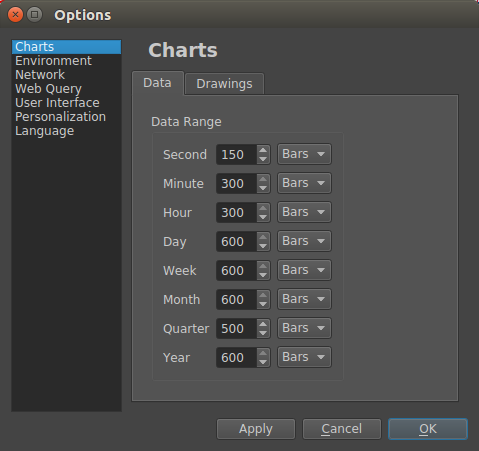 Options
Charts
Environment
Network
Web Query
User Interface
Personalization
Language
Charts
Data Drawings
Data Range
Second 150 Bars
Minute 300 Bars
Hour 300 Bars
Day 600 Bars
Week 600 Bars
Month 600 Bars
Quarter 500 Bars
Year 600 Bars
Apply Cancel OK